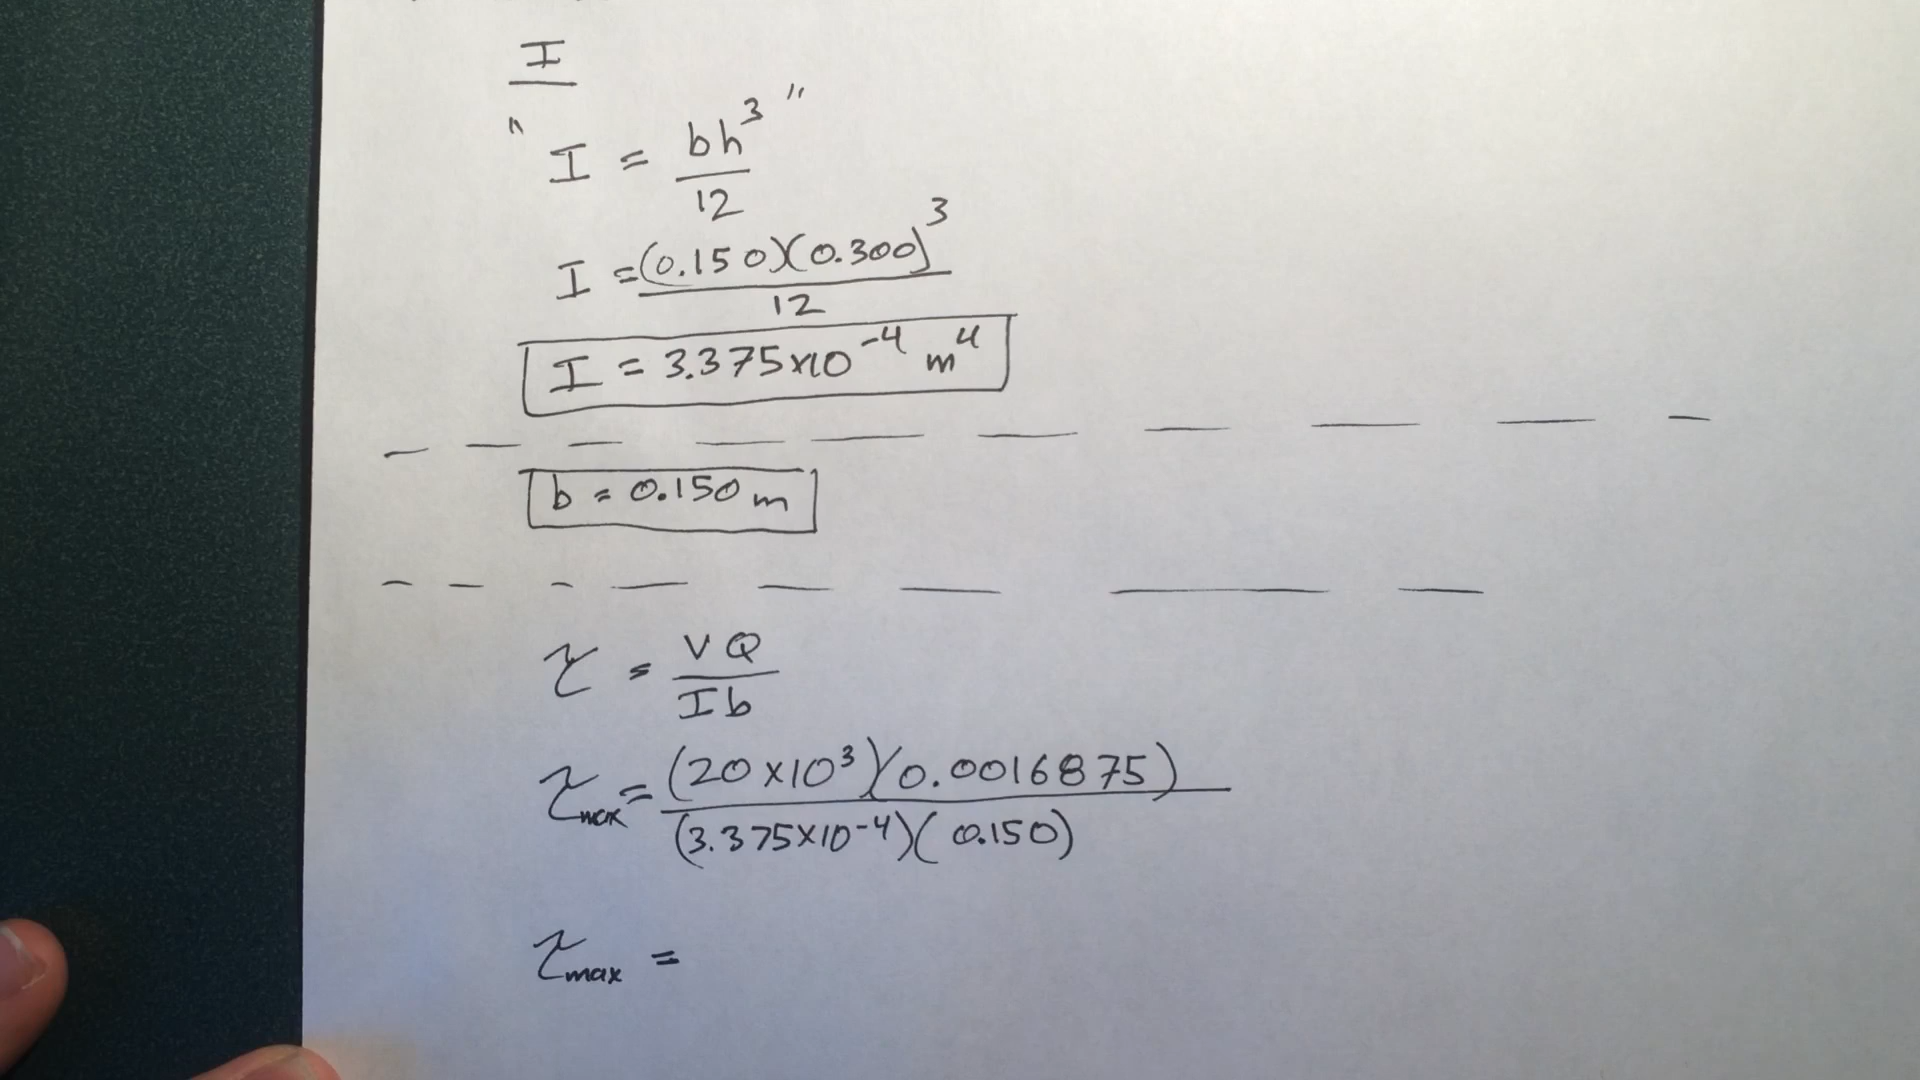 I
" I = bh³ "
12
I = (0.150)(0.300)³
12
I = 3.375x10⁻⁴ m⁴
b = 0.150 m
τ = VQ
Ib
τmax = (20x10³)(0.0016875)
(3.375x10-4)(0.150)
τmax =